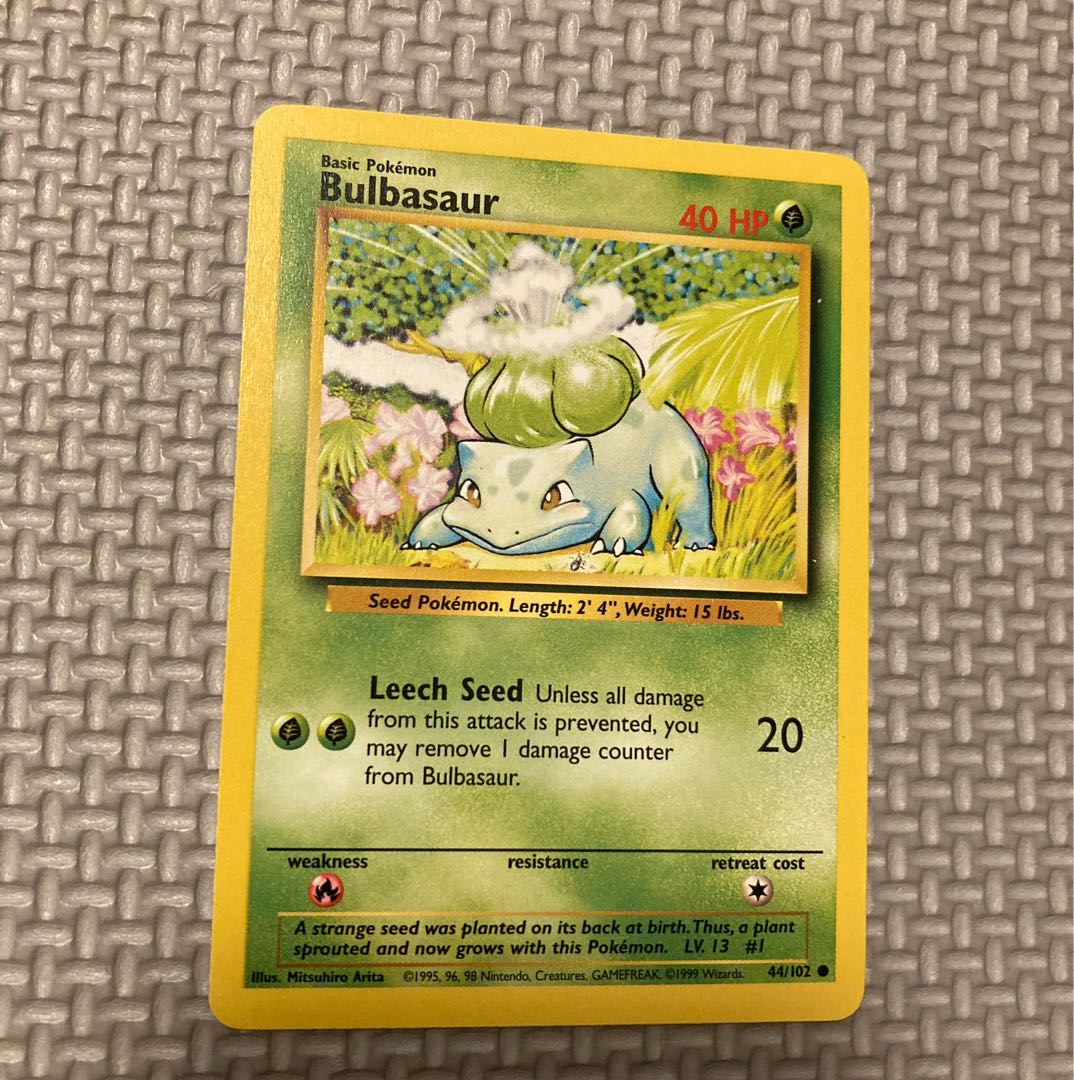 Basic Pokémon
Bulbasaur
40 HP
Seed Pokémon. Length: 2' 4", Weight: 15 lbs.
Leech Seed Unless all damage
from this attack is prevented, you
may remove 1 damage counter
from Bulbasaur.
20
weakness resistance retreat cost
A strange seed was planted on its back at birth. Thus, a plant
sprouted and now grows with this Pokémon. LV. 13 #1
Illus. Mitsuhiro Arita ©1995, 96, 98 Nintendo, Creatures, GAMEFREAK. ©1999 Wizards. 44/102